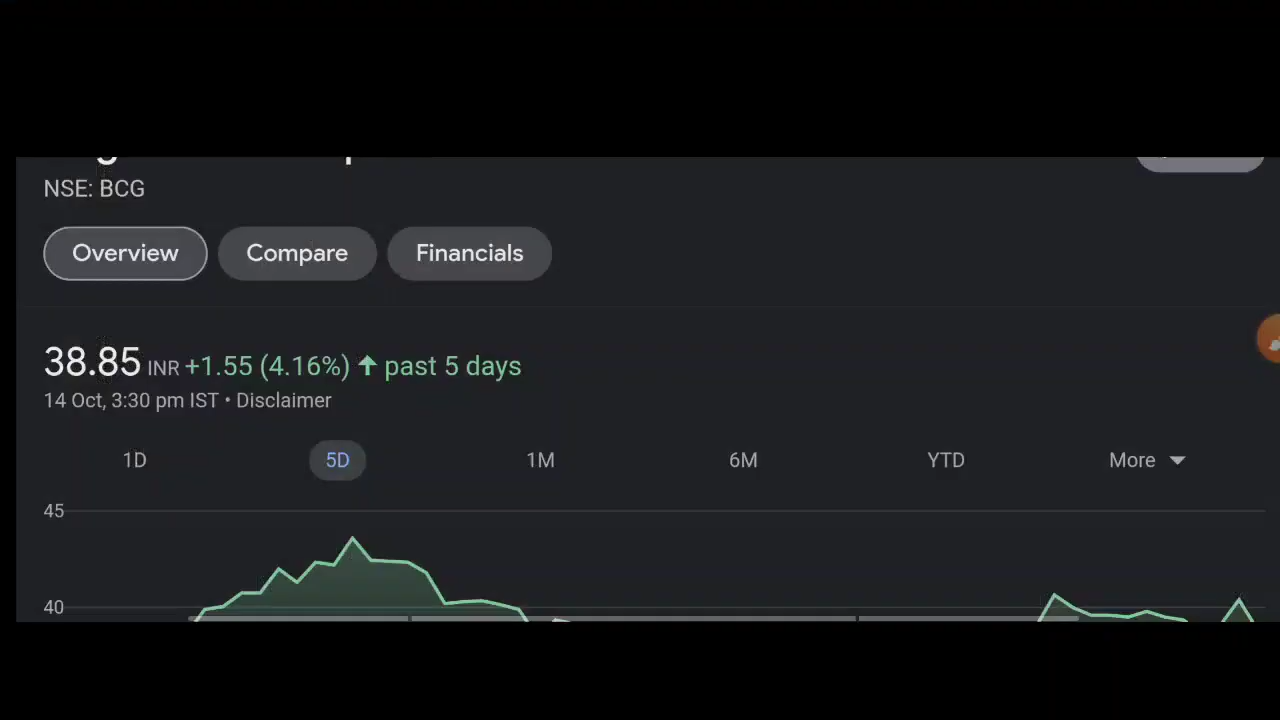 NSE: BCG
Overview Compare Financials
38.85 INR +1.55 (4.16%) ↑ past 5 days
14 Oct, 3:30 pm IST • Disclaimer
1D 5D 1M 6M YTD More
45
40